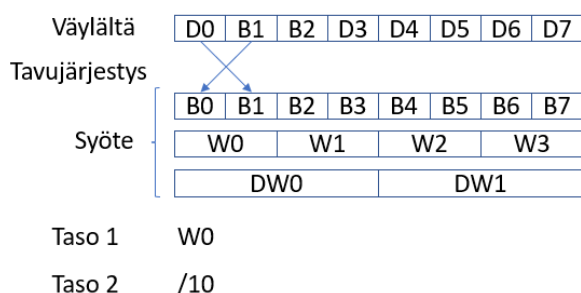 Väylältä D0 B1 B2 D3 D4 D5 D6 D7
Tavujärjestys
B0 B1 B2 B3 B4 B5 B6 B7
Syöte W0 W1 W2 W3
DW0 DW1
Taso 1 W0
Taso 2 /10